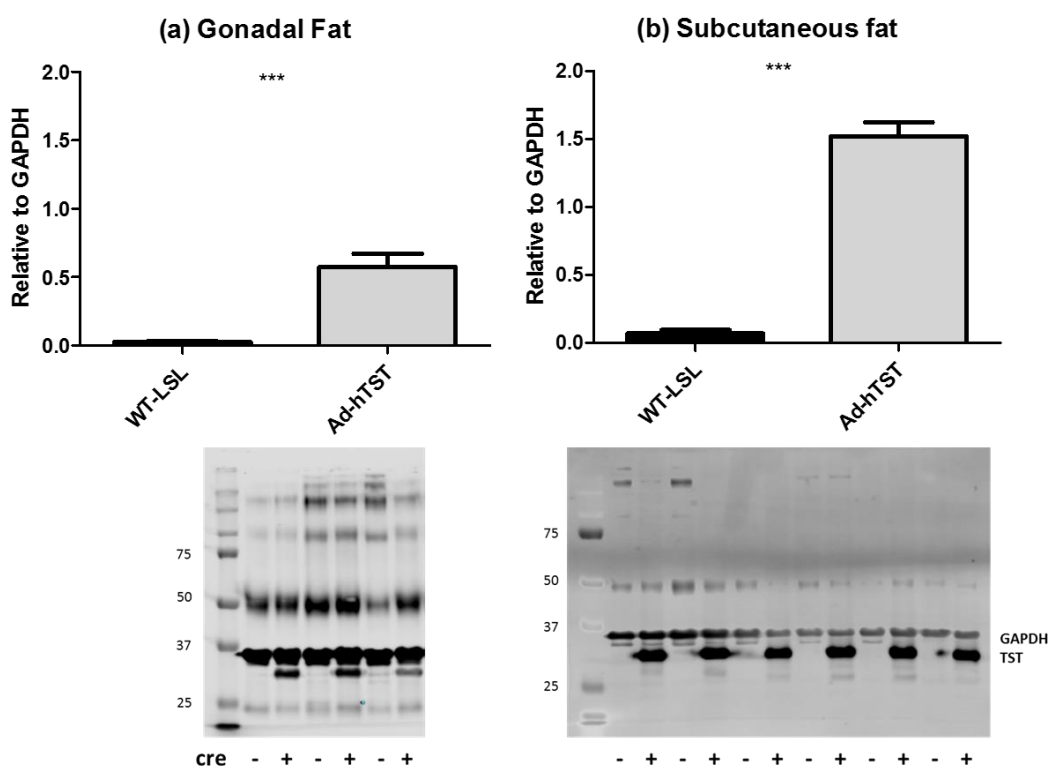 (a) Gonadal Fat
2.0
***
1.5
1.0
0.5
0.0
Relative to GAPDH
WT-LSL
Ad-hTST
75
50
37
25
cre - + - + - +
(b) Subcutaneous fat
2.0
***
1.5
1.0
0.5
0.0
Relative to GAPDH
WT-LSL
Ad-hTST
75
50
37
25
GAPDH
TST
- + - + - + - + - + - +